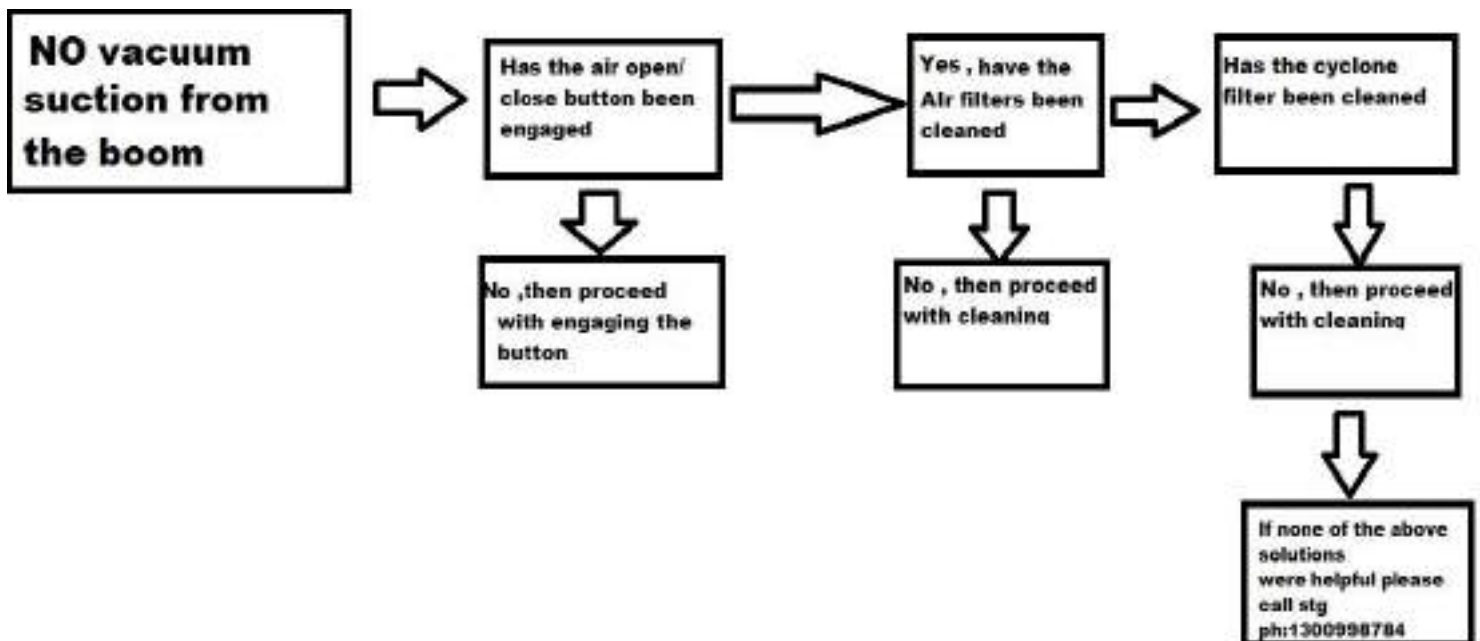 NO vacuum
suction from
the boom
Has the air open/
close button been
engaged
Yes , have the
AIr filters been
cleaned
Has the cyclone
filter been cleaned
No ,then proceed
with engaging the
button
No , then proceed
with cleaning
No , then proceed
with cleaning
If none of the above
solutions
were helpful please
call stg
ph:1300998784